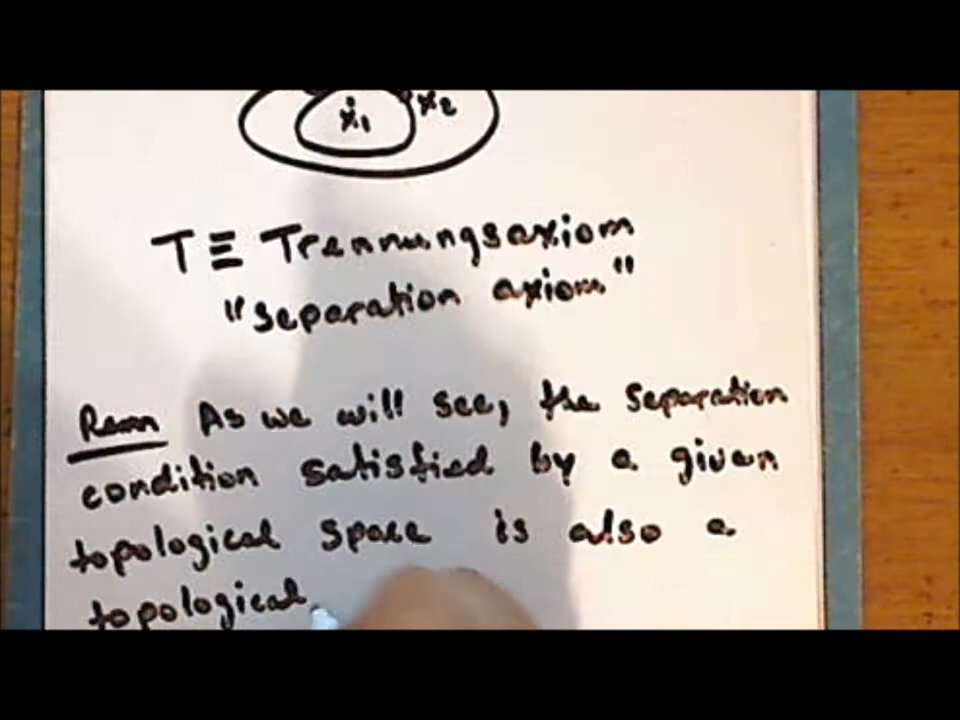 x₁ x₂
T ≡ Trennungsaxiom
"separation axiom"
Rem As we will see, the separation
condition satisfied by a given
topological space is also a
topological